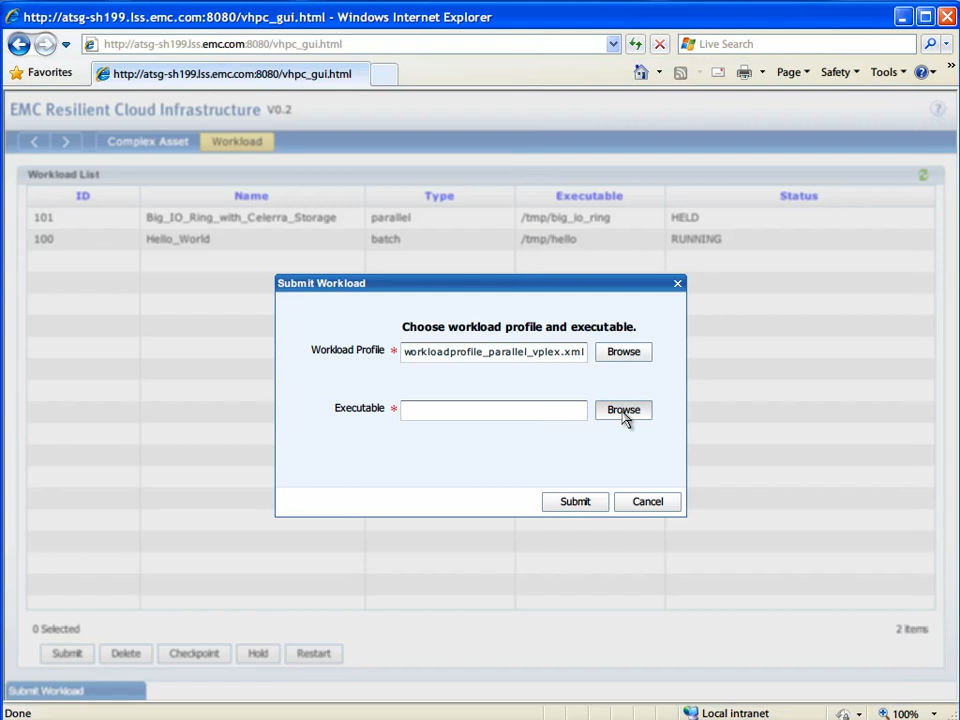 http://atsg-sh199.lss.emc.com:8080/vhpc_gui.html - Windows Internet Explorer
http://atsg-sh199.lss.emc.com:8080/vhpc_gui.html
Live Search
Favorites
http://atsg-sh199.lss.emc.com:8080/vhpc_gui.html
Page
Safety
Tools
»
EMC Resilient Cloud Infrastructure V0.2
Complex Asset
Workload
Workload List
ID Name Type Executable Status
101 Big_IO_Ring_with_Celerra_Storage parallel /tmp/big_io_ring HELD
100 Hello_World batch /tmp/hello RUNNING
Submit Workload
Choose workload profile and executable.
Workload Profile * workloadprofile_parallel_vplex.xml Browse
Executable * Browse
Submit Cancel
0 Selected 2 items
Submit Delete Checkpoint Hold Restart
Submit Workload
Done Local intranet 100%